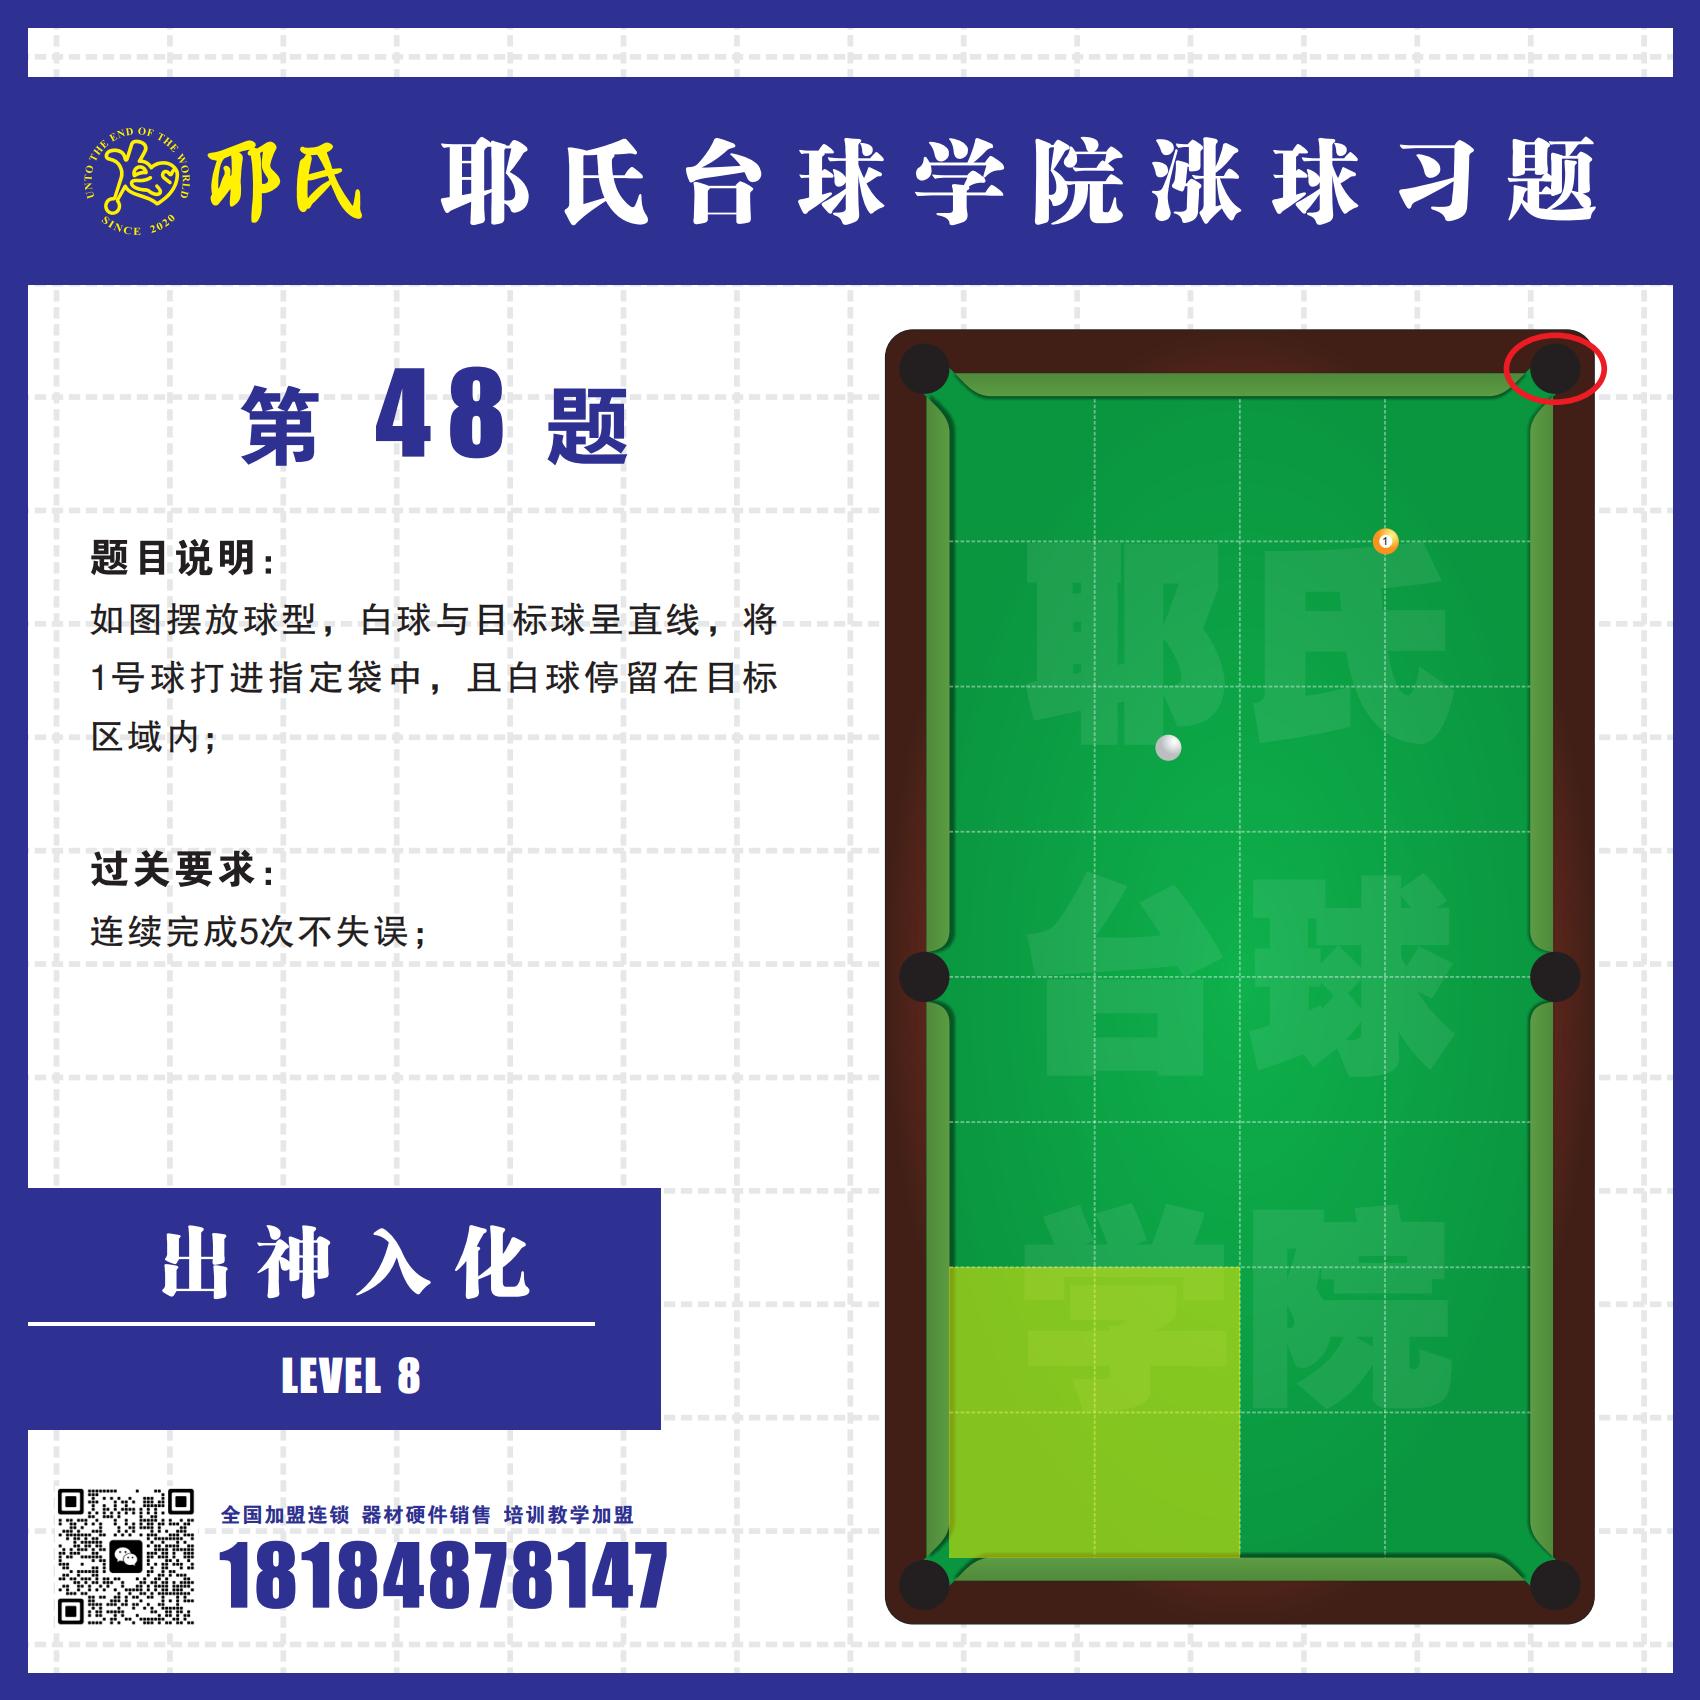 UNTO THE END OF THE WORLD
SINCE 2020
耶氏
耶氏台球学院涨球习题
第 48 题
题目说明：
如图摆放球型，白球与目标球呈直线，将
1号球打进指定袋中，且白球停留在目标
区域内；
过关要求：
连续完成5次不失误；
出神入化
LEVEL 8
全国加盟连锁 器材硬件销售 培训教学加盟
18184878147
1
耶氏
台球
学院